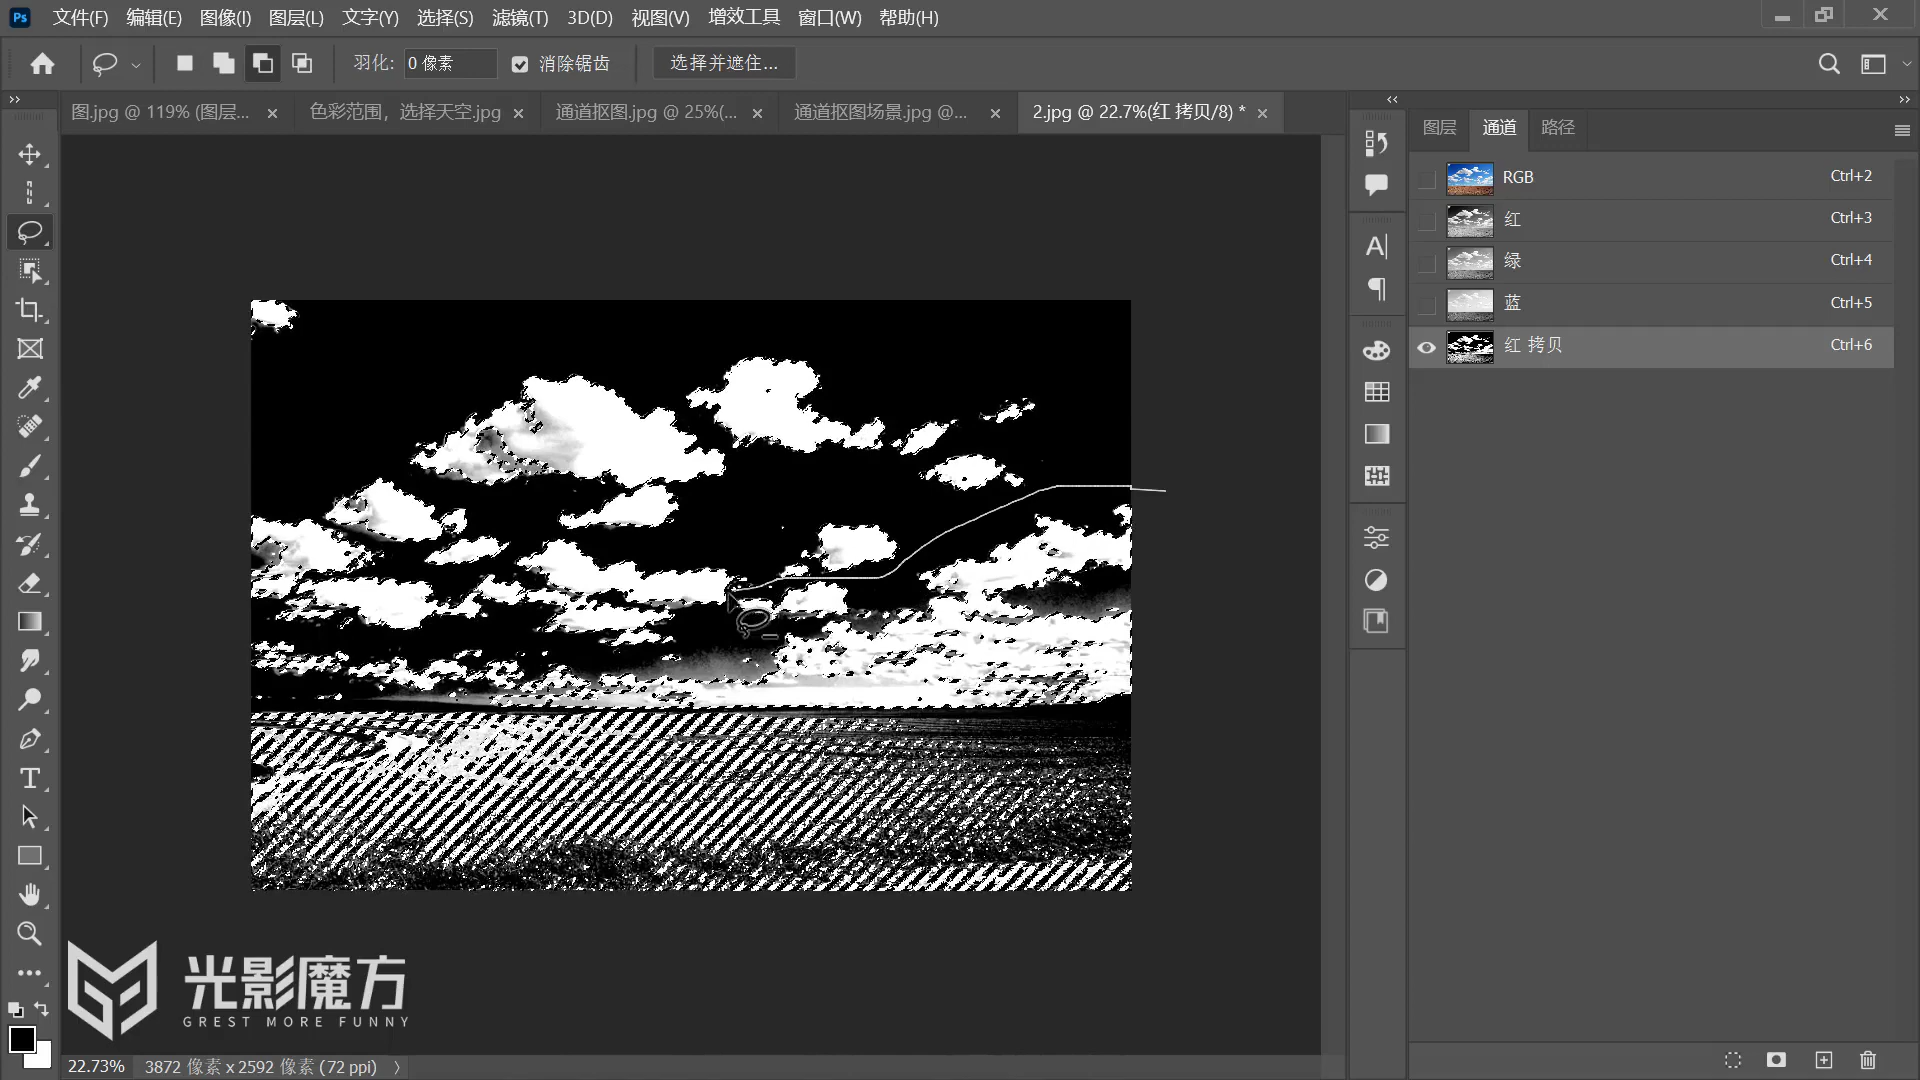 Ps 文件(F) 编辑(E) 图像(I) 图层(L) 文字(Y) 选择(S) 滤镜(T) 3D(D) 视图(V) 增效工具 窗口(W) 帮助(H)
羽化: 0 像素 消除锯齿 选择并遮住...
图.jpg @ 119% (图层... × 色彩范围，选择天空.jpg × 通道抠图.jpg @ 25%(... × 通道抠图场景.jpg @... × 2.jpg @ 22.7%(红 拷贝/8) * ×
图层 通道 路径
RGB Ctrl+2
红 Ctrl+3
绿 Ctrl+4
蓝 Ctrl+5
红 拷贝 Ctrl+6
光影魔方
GREST MORE FUNNY
22.73% 3872 像素 x 2592 像素 (72 ppi)